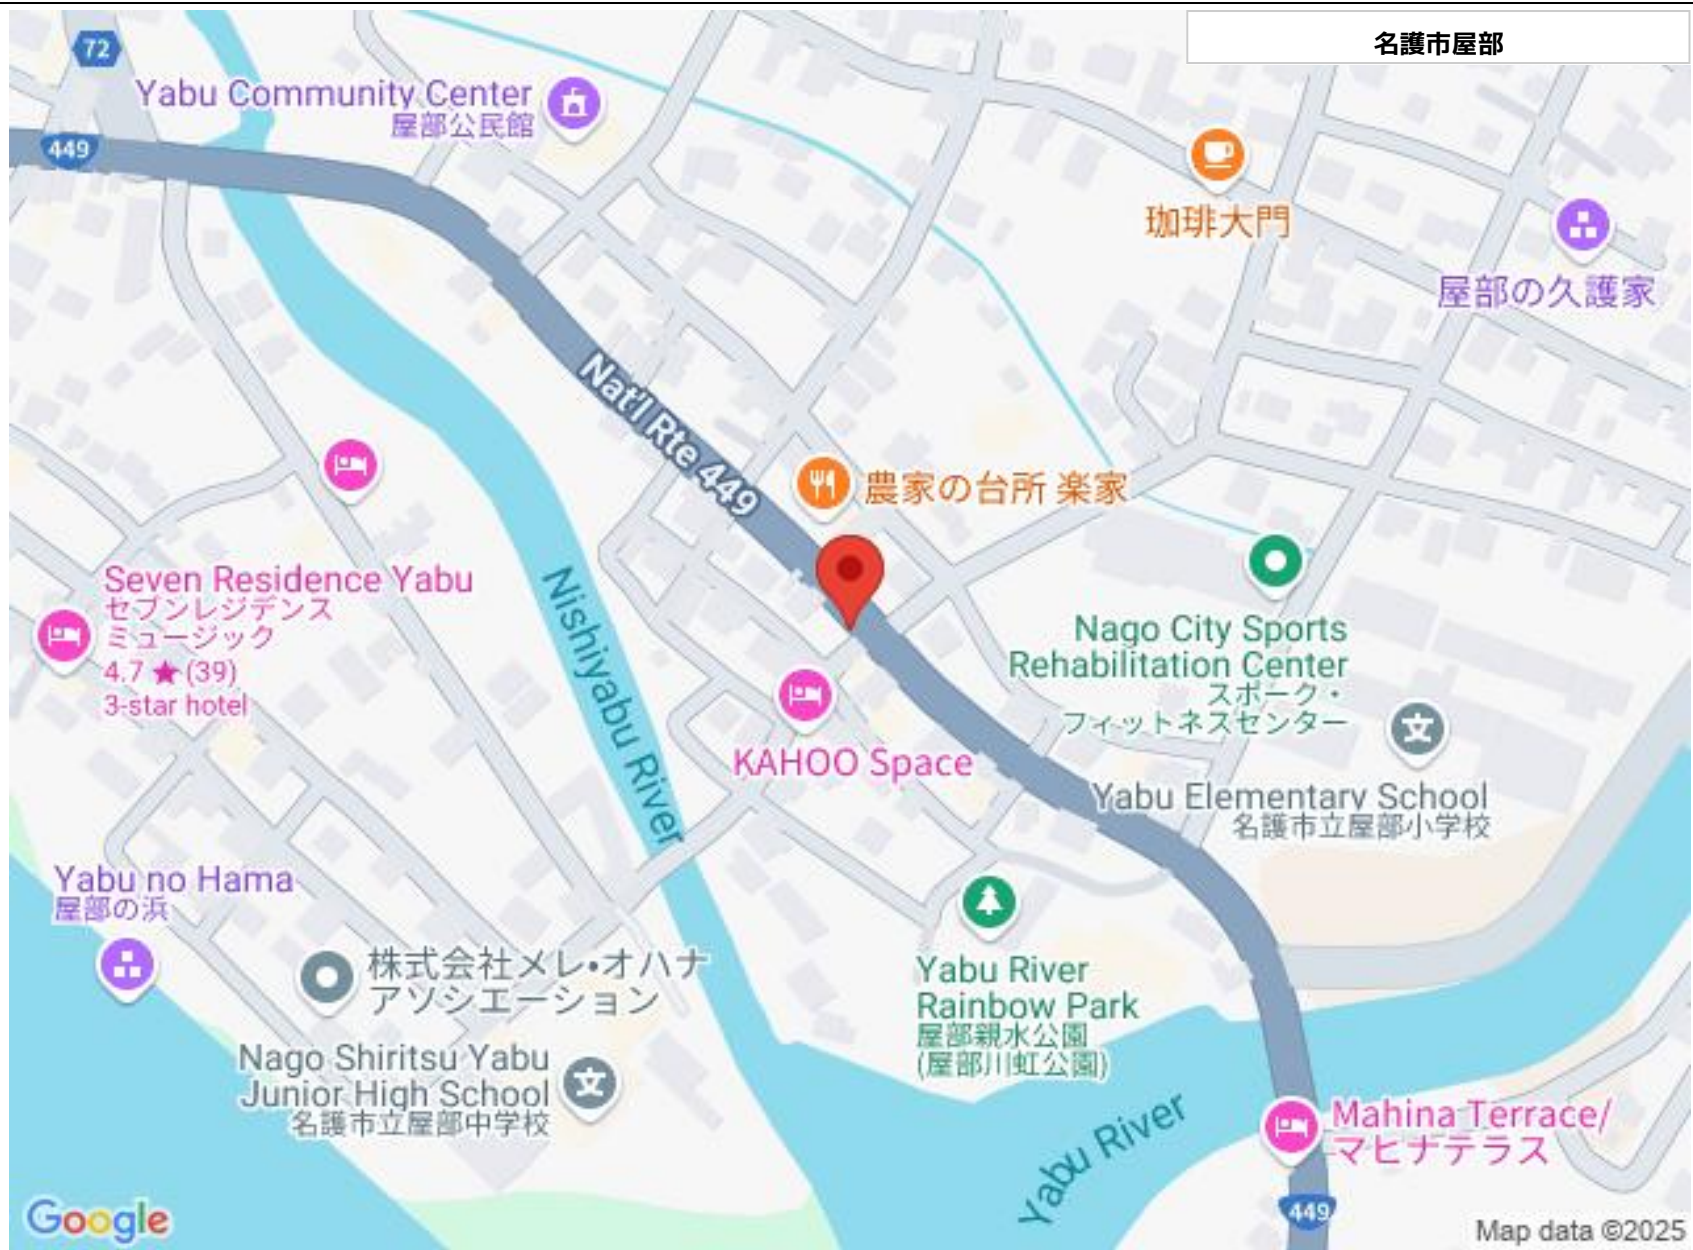 名護市屋部
72
Yabu Community Center
屋部公民館
449
珈琲大門
屋部の久護家
Nat'l Rte 449
農家の台所 楽家
Seven Residence Yabu
セブンレジデンス
ミュージック
4.7 ★ (39)
3-star hotel
Nishiyabu River
Nago City Sports
Rehabilitation Center
スポーク・
フィットネスセンター
KAHOO Space
Yabu Elementary School
名護市立屋部小学校
Yabu no Hama
屋部の浜
株式会社メレ•オハナ
アソシエーション
Yabu River
Rainbow Park
屋部親水公園
(屋部川虹公園)
Nago Shiritsu Yabu
Junior High School
名護市立屋部中学校
Yabu River
Mahina Terrace/
マヒナテラス
449
Google
Map data ©2025